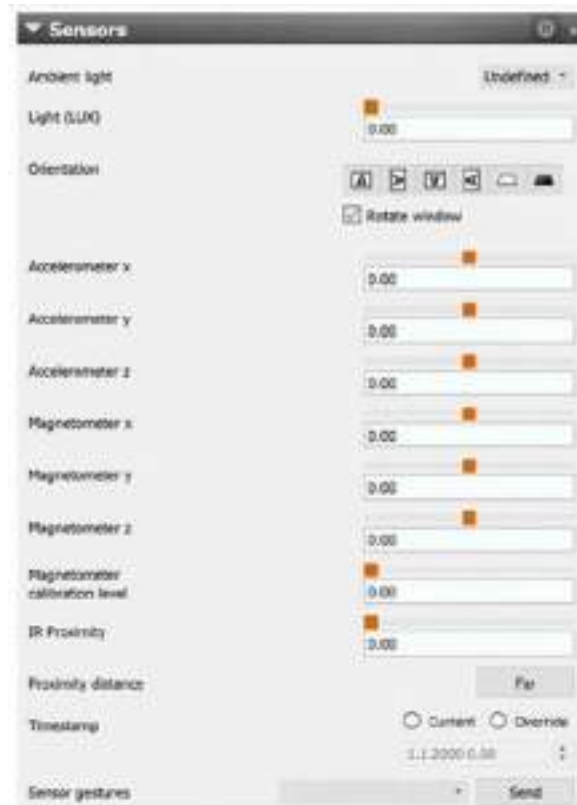 Sensors
Ambient light Undefined
Light (LUX)
0.00
Orientation
Rotate window
Accelerometer x
0.00
Accelerometer y
0.00
Accelerometer z
0.00
Magnetometer x
0.00
Magnetometer y
0.00
Magnetometer z
0.00
Magnetometer
calibration level
0.00
IR Proximity
0.00
Proximity distance Far
Timestamp Current Override
1.1.2000 0.00
Sensor gestures Send